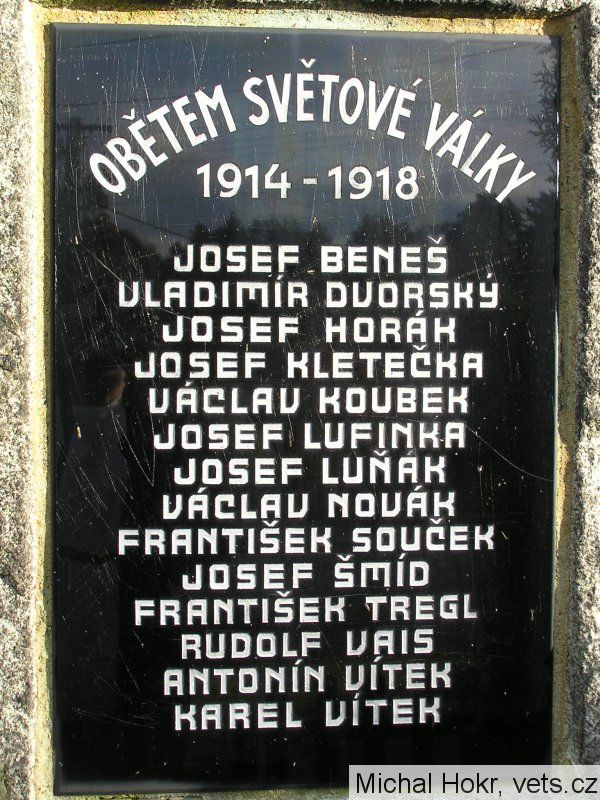 OBĚTEM SVĚTOVÉ VÁLKY
1914 - 1918
JOSEF BENEŠ
VLADIMÍR DVORSKÝ
JOSEF HORÁK
JOSEF KLETEČKA
VÁCLAV KOUBEK
JOSEF LUFINKA
JOSEF LUŇÁK
VÁCLAV NOVÁK
FRANTIŠEK SOUČEK
JOSEF ŠMÍD
FRANTIŠEK TREGL
RUDOLF VAIS
ANTONÍN VÍTEK
KAREL VÍTEK
Michal Hokr, vets.cz